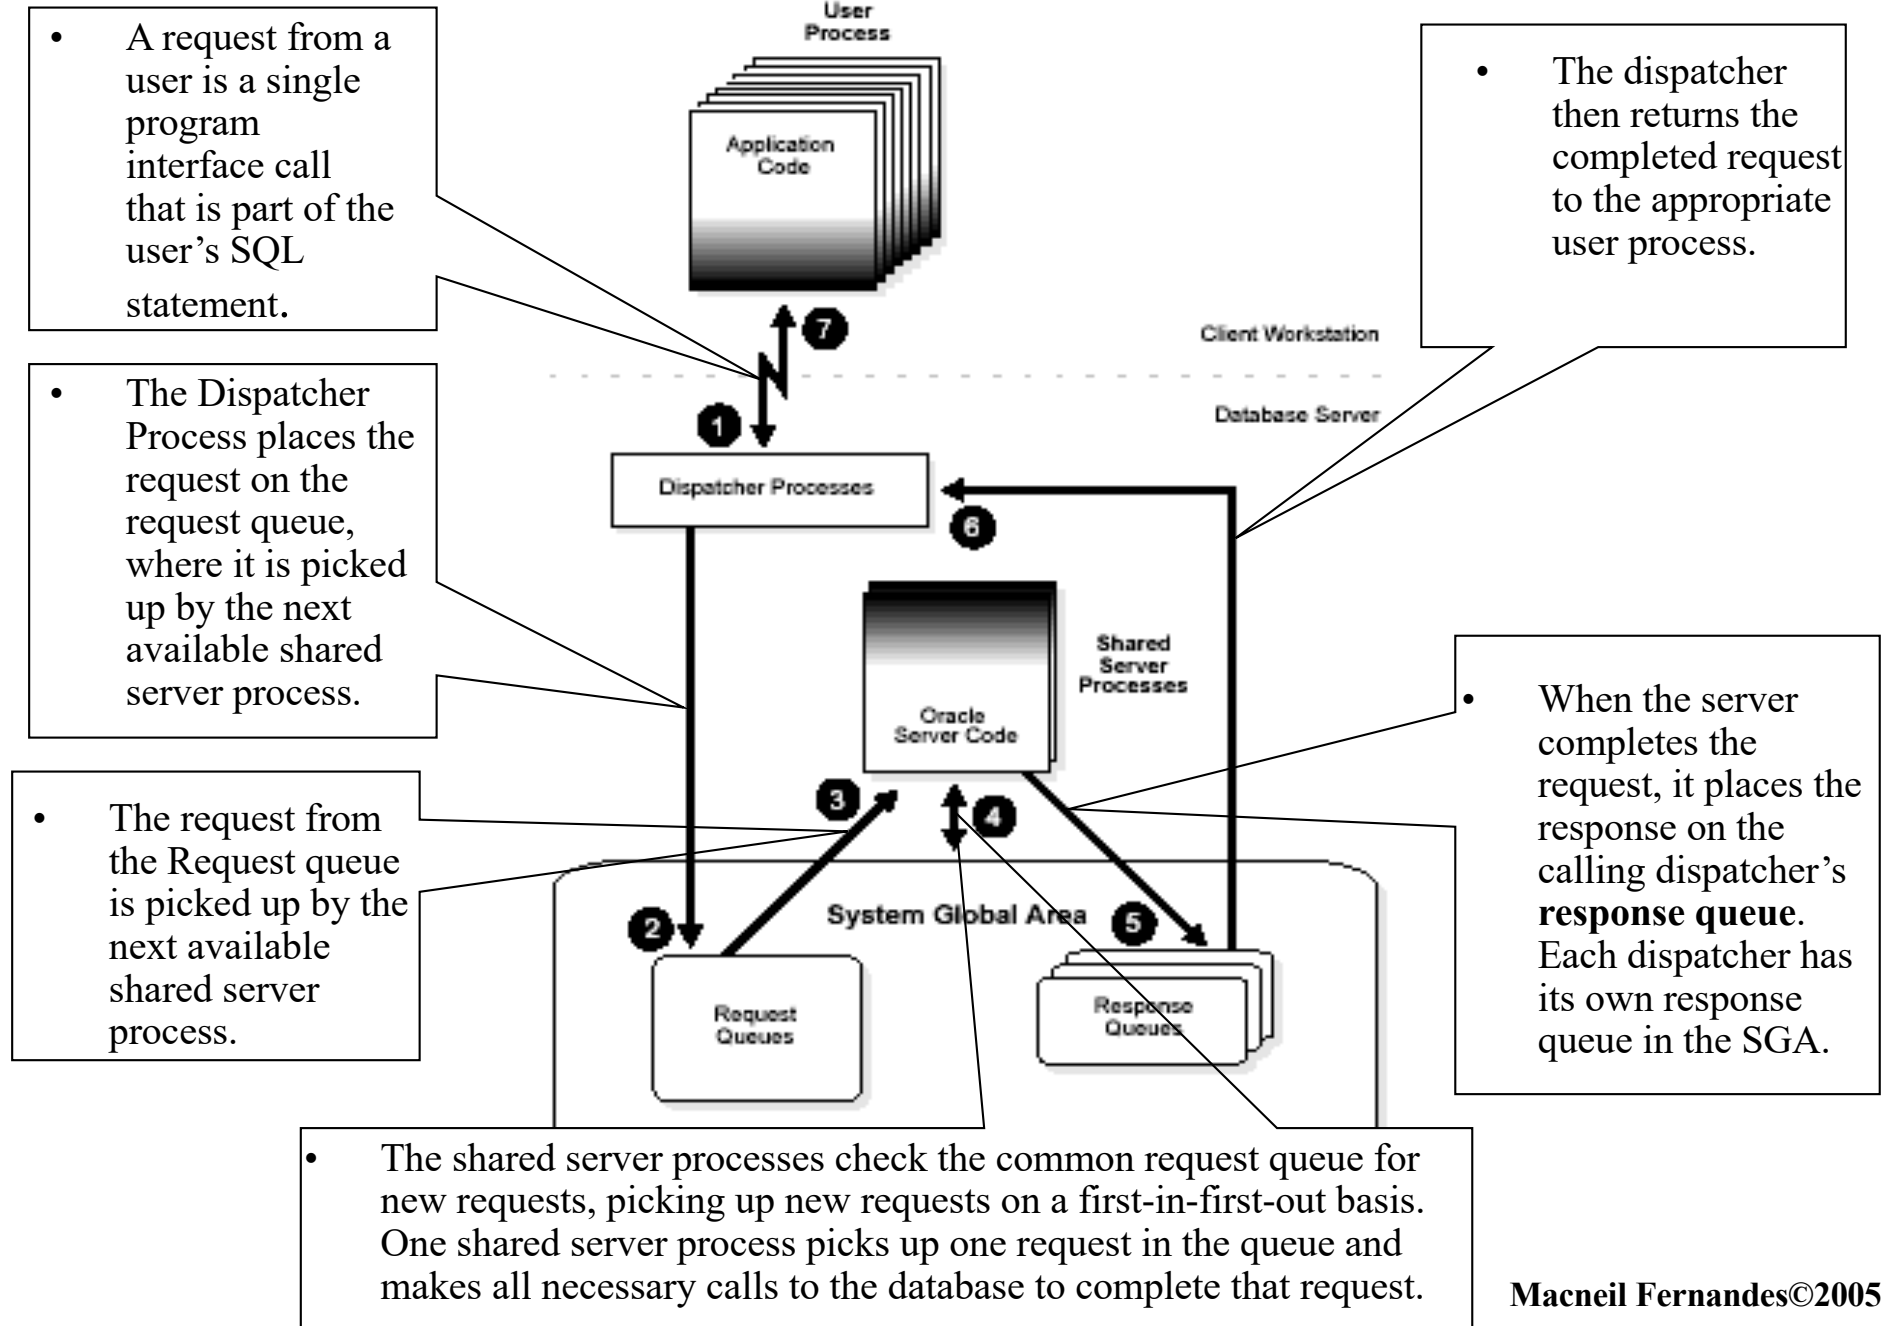 • A request from a
user is a single
program
interface call
that is part of the
user’s SQL
statement.
User
Process
Application
Code
• The dispatcher
then returns the
completed request
to the appropriate
user process.
7
Client Workstation
Database Server
1
• The Dispatcher
Process places the
request on the
request queue,
where it is picked
up by the next
available shared
server process.
Dispatcher Processes
6
Shared
Server
Processes
Oracle
Server Code
• When the server
completes the
request, it places the
response on the
calling dispatcher’s
response queue.
Each dispatcher has
its own response
queue in the SGA.
• The request from
the Request queue
is picked up by the
next available
shared server
process.
3
4
System Global Area
2
5
Request
Queues
Response
Queues
• The shared server processes check the common request queue for
new requests, picking up new requests on a first-in-first-out basis.
One shared server process picks up one request in the queue and
makes all necessary calls to the database to complete that request.
Macneil Fernandes©2005